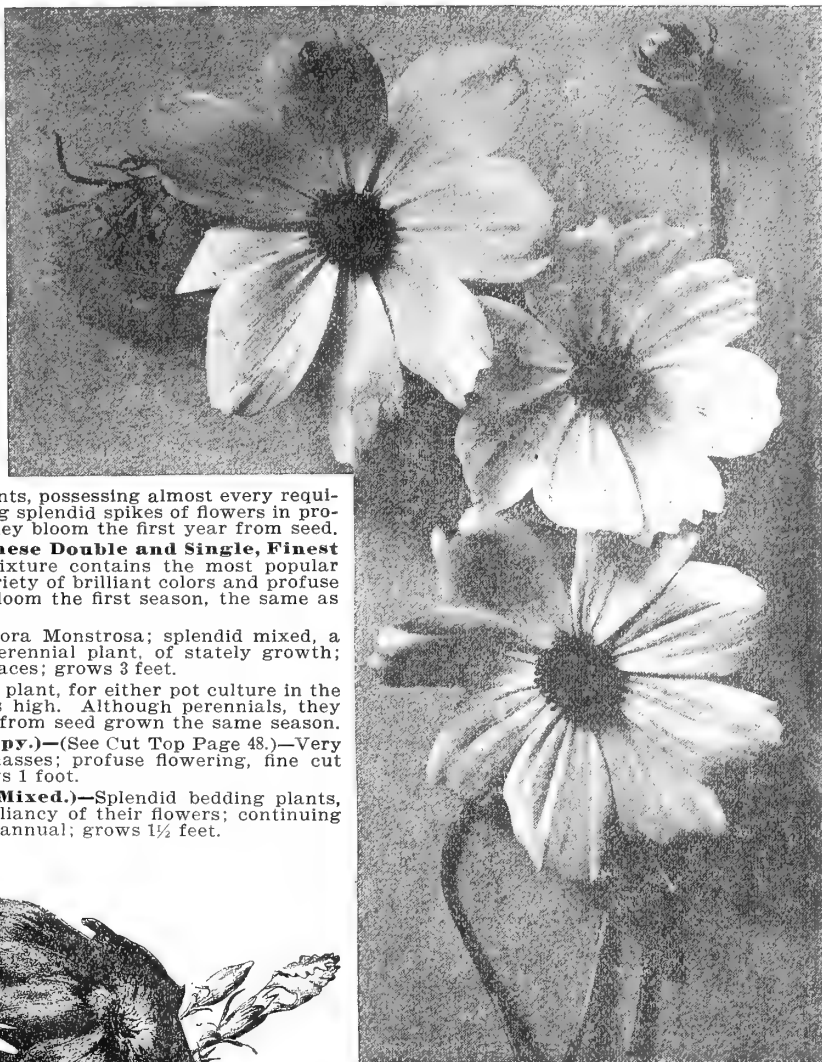 nts, possessing almost every requi-
g splendid spikes of flowers in pro-
ey bloom the first year from seed.
nese Double and Single, Finest
ixture contains the most popular
riety of brilliant colors and profuse
loom the first season, the same as
ora Monstrosa; splendid mixed, a
erennial plant, of stately growth;
aces; grows 3 feet.
plant, for either pot culture in the
s high. Although perennials, they
from seed grown the same season.
py.)—(See Cut Top Page 48.)—Very
asses; profuse flowering, fine cut
s 1 foot.
Mixed.)—Splendid bedding plants,
liancy of their flowers; continuing
annual; grows 1½ feet.